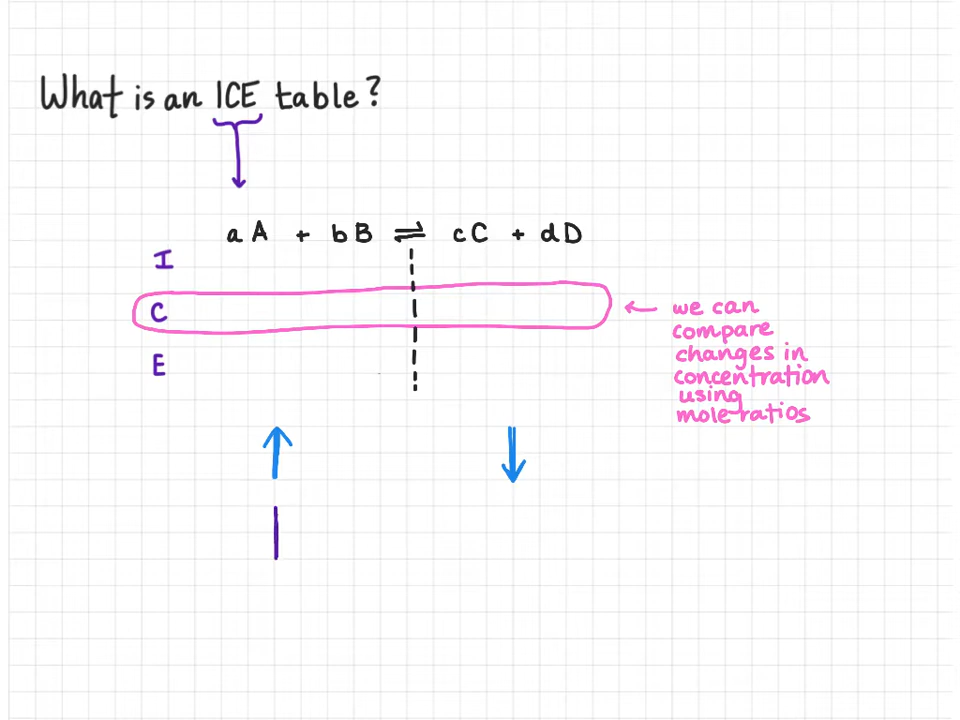 What is an ICE table?
aA + bB ⇌ cC + dD
I
C
E
← we can
compare
changes in
concentration
using
mole ratios